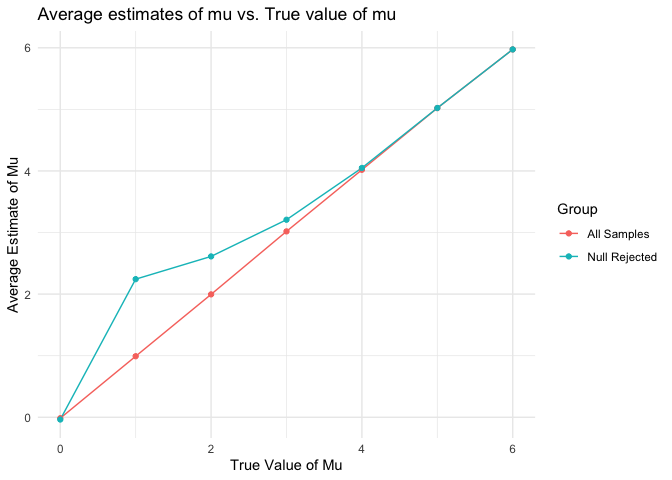 Average estimates of mu vs. True value of mu
Average Estimate of Mu
6
4
2
0
0
2
4
6
True Value of Mu
Group
All Samples
Null Rejected